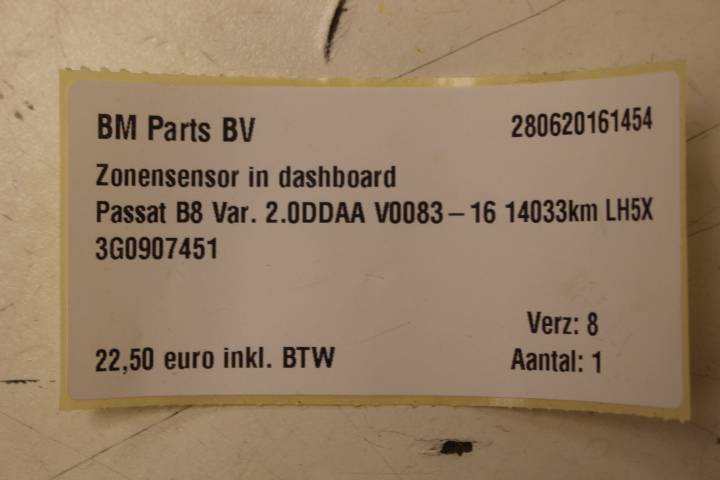 BM Parts BV 280620161454
Zonensensor in dashboard
Passat B8 Var. 2.0DDAA V0083 – 16 14033km LH5X
3G0907451
Verz: 8
22,50 euro inkl. BTW Aantal: 1